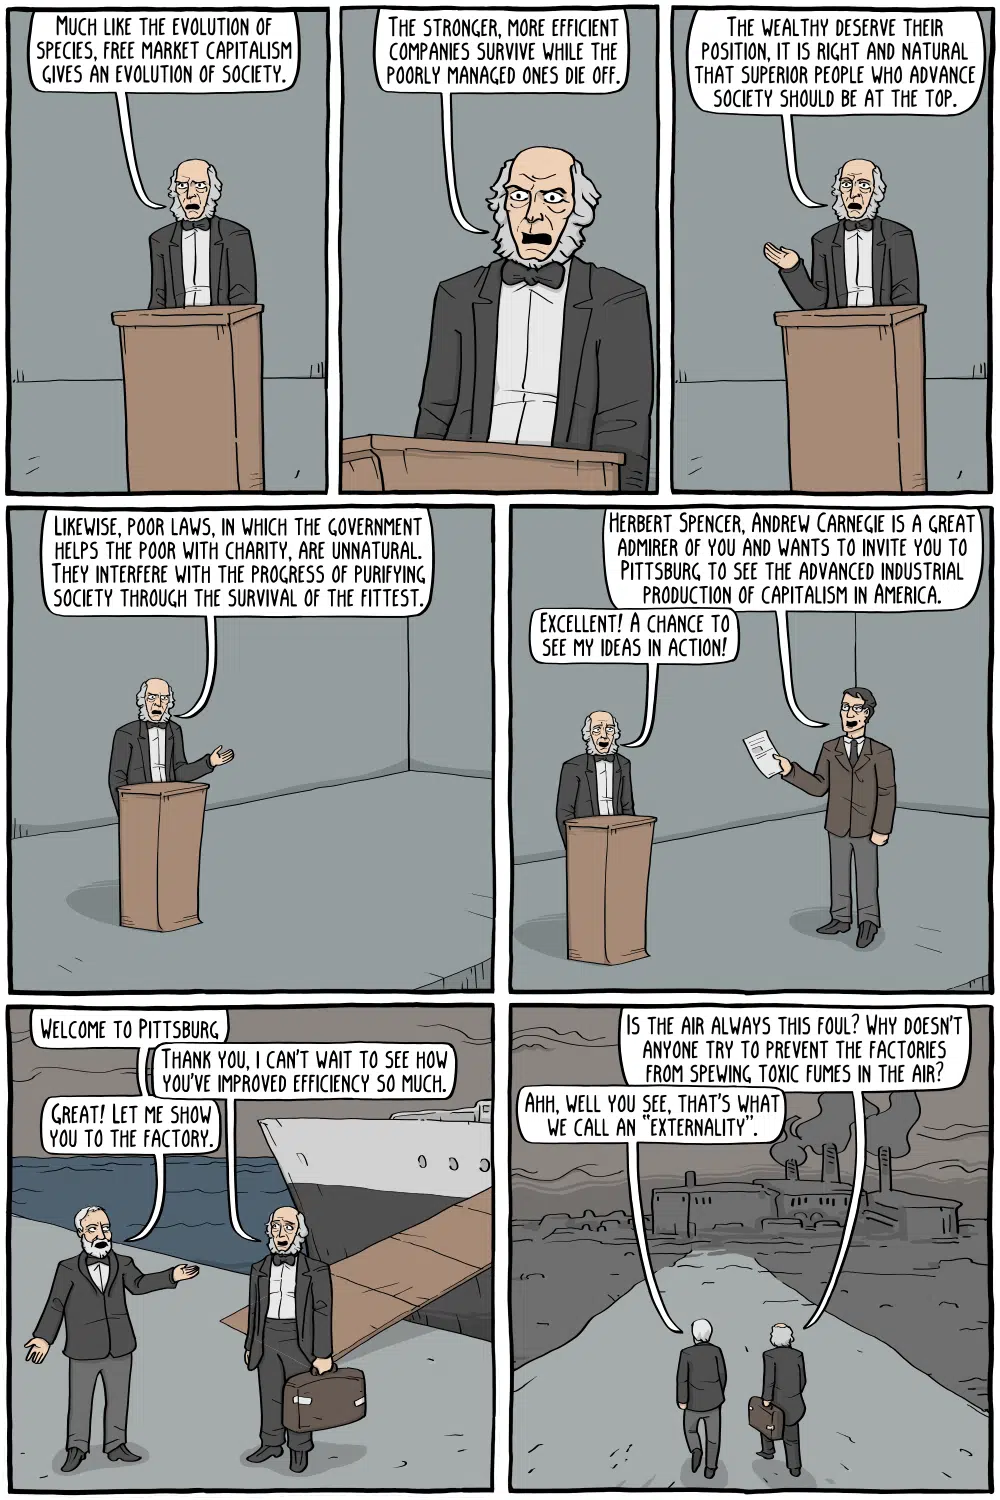 Much like the evolution of
species, free market capitalism
gives an evolution of society.
The stronger, more efficient
companies survive while the
poorly managed ones die off.
The wealthy deserve their
position, it is right and natural
that superior people who advance
society should be at the top.
Likewise, poor laws, in which the government
helps the poor with charity, are unnatural.
They interfere with the progress of purifying
society through the survival of the fittest.
Herbert Spencer, Andrew Carnegie is a great
admirer of you and wants to invite you to
Pittsburg to see the advanced industrial
production of capitalism in America.
Excellent! A chance to
see my ideas in action!
Welcome to Pittsburg
Thank you, I can't wait to see how
you've improved efficiency so much.
Great! Let me show
you to the factory.
Is the air always this foul? Why doesn't
anyone try to prevent the factories
from spewing toxic fumes in the air?
Ahh, well you see, that's what
we call an "externality".